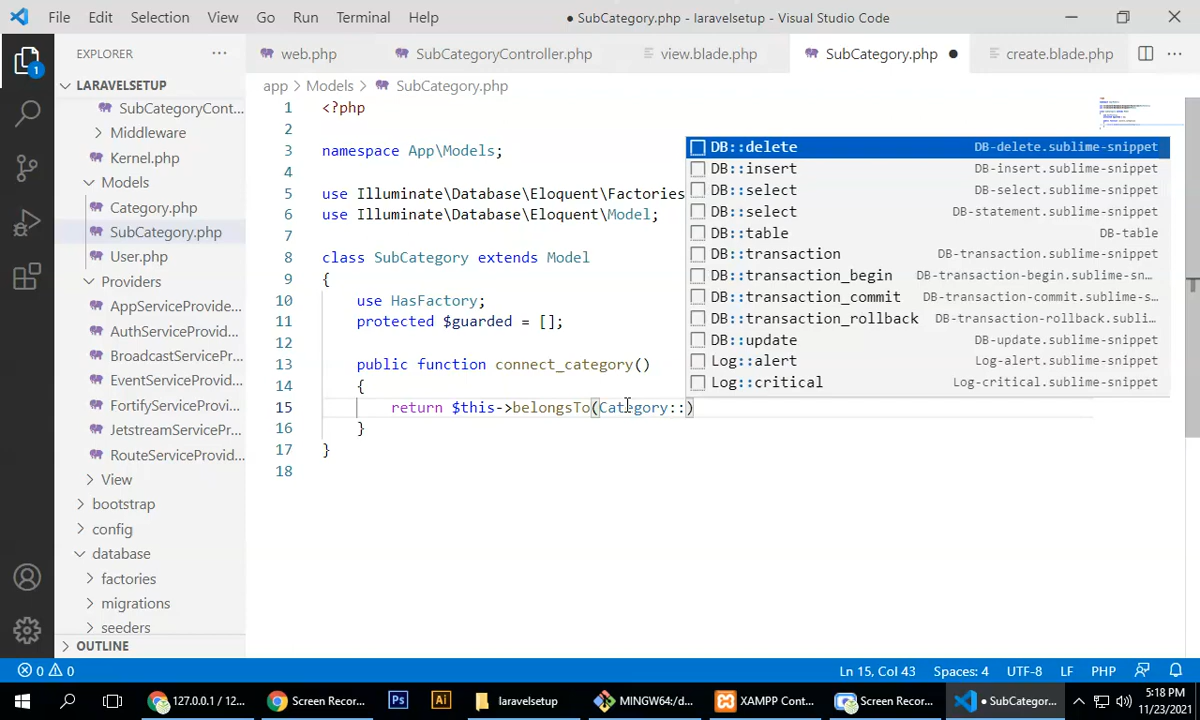 File Edit Selection View Go Run Terminal Help ● SubCategory.php - laravelsetup - Visual Studio Code
EXPLORER ···
web.php SubCategoryController.php view.blade.php SubCategory.php ● create.blade.php ···
LARAVELSETUP
app > Models > SubCategory.php
SubCategoryCont...
Middleware
Kernel.php
Models
Category.php
SubCategory.php
User.php
Providers
AppServiceProvide...
AuthServiceProvid...
BroadcastServicePr...
EventServiceProvid...
FortifyServiceProvi...
JetstreamServicePr...
RouteServiceProvid...
View
bootstrap
config
database
factories
migrations
seeders
OUTLINE
1
1 <?php
2
3 namespace App\Models;
4
5 use Illuminate\Database\Eloquent\Factories
6 use Illuminate\Database\Eloquent\Model;
7
8 class SubCategory extends Model
9 {
10 use HasFactory;
11 protected $guarded = [];
12
13 public function connect_category()
14 {
15 return $this->belongsTo(Category::)
16 }
17 }
18
DB::delete DB-delete.sublime-snippet
DB::insert DB-insert.sublime-snippet
DB::select DB-select.sublime-snippet
DB::select DB-statement.sublime-snippet
DB::table DB-table
DB::transaction DB-transaction.sublime-snippet
DB::transaction_begin DB-transaction-begin.sublime-sn...
DB::transaction_commit DB-transaction-commit.sublime-s...
DB::transaction_rollback DB-transaction-rollback.subli...
DB::update DB-update.sublime-snippet
Log::alert Log-alert.sublime-snippet
Log::critical Log-critical.sublime-snippet
0 0 Ln 15, Col 43 Spaces: 4 UTF-8 LF PHP
127.0.0.1 / 12... Screen Recor... Ps Ai laravelsetup MINGW64:/d... XAMPP Cont... Screen Recor... ● SubCatego... 5:18 PM
11/23/2021